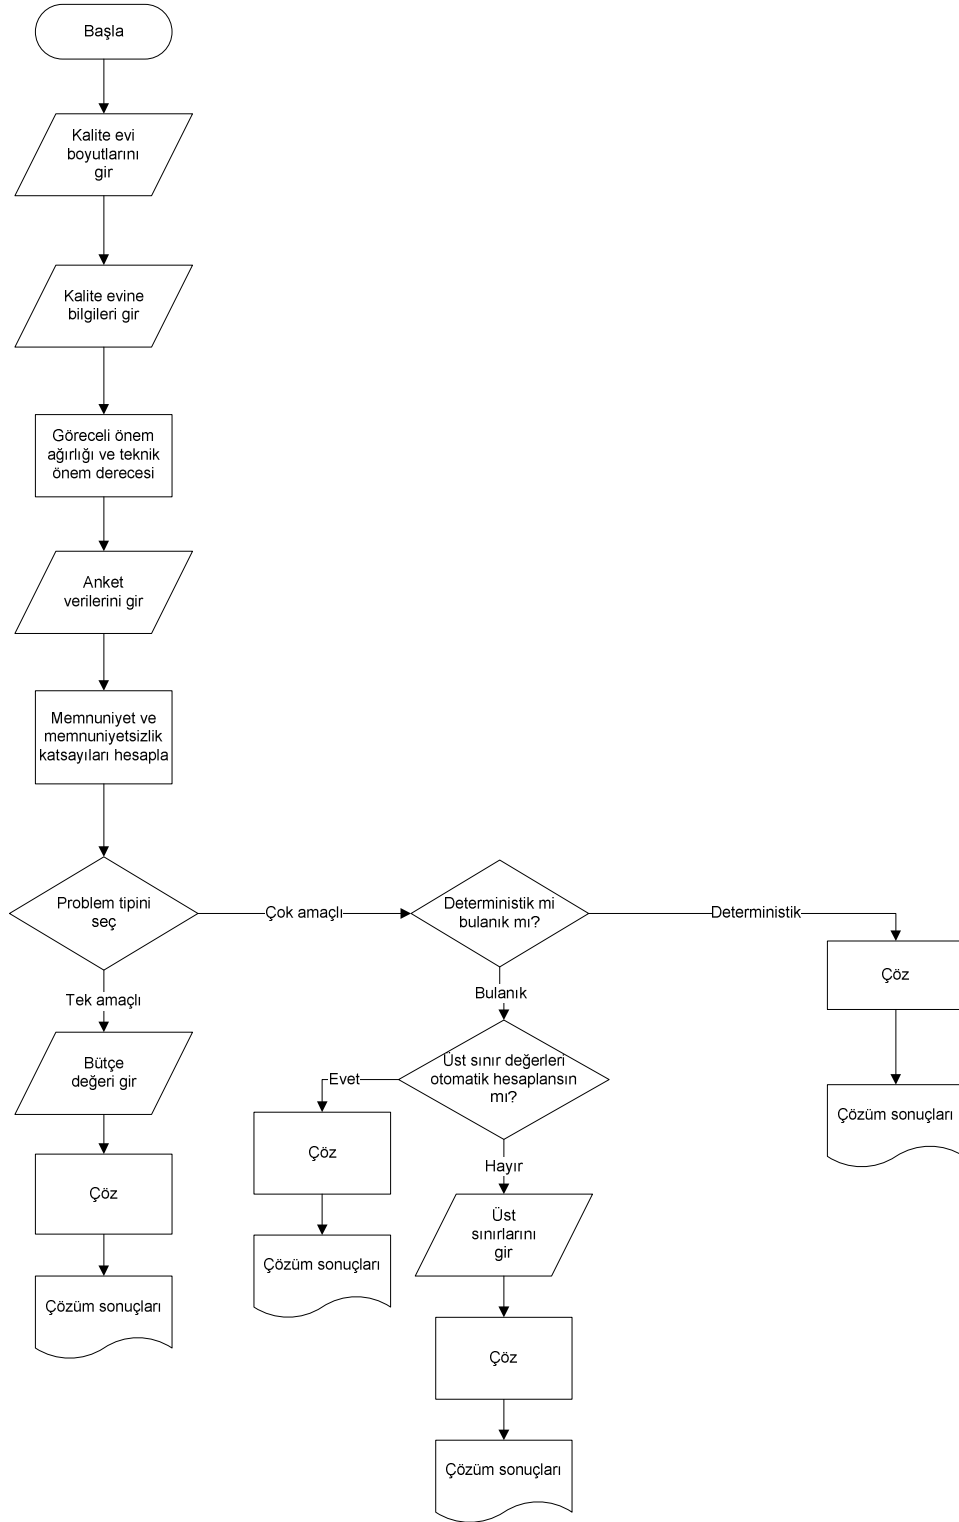 Başla
Kalite evi
boyutlarını
gir
Kalite evine
bilgileri gir
Göreceli önem
ağırlığı ve teknik
önem derecesi
Anket
verilerini gir
Memnuniyet ve
memnuniyetsizlik
katsayıları hesapla
Problem tipini
seç
Çok amaçlı
Deterministik mi
bulanık mı?
Deterministik
Çöz
Çözüm sonuçları
Bulanık
Üst sınır değerleri
otomatik hesaplansın
mı?
Evet
Çöz
Çözüm sonuçları
Hayır
Üst
sınırlarını
gir
Çöz
Çözüm sonuçları
Tek amaçlı
Bütçe
değeri gir
Çöz
Çözüm sonuçları